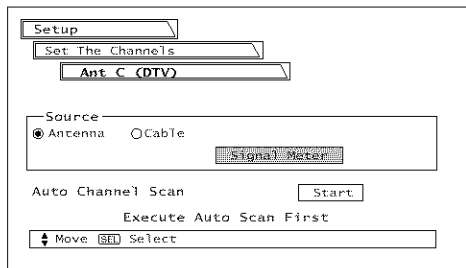 Setup
Set The Channels
Ant C (DTV)
Source
Antenna Cable
Signal Meter
Auto Channel Scan Start
Execute Auto Scan First
Move SEL Select